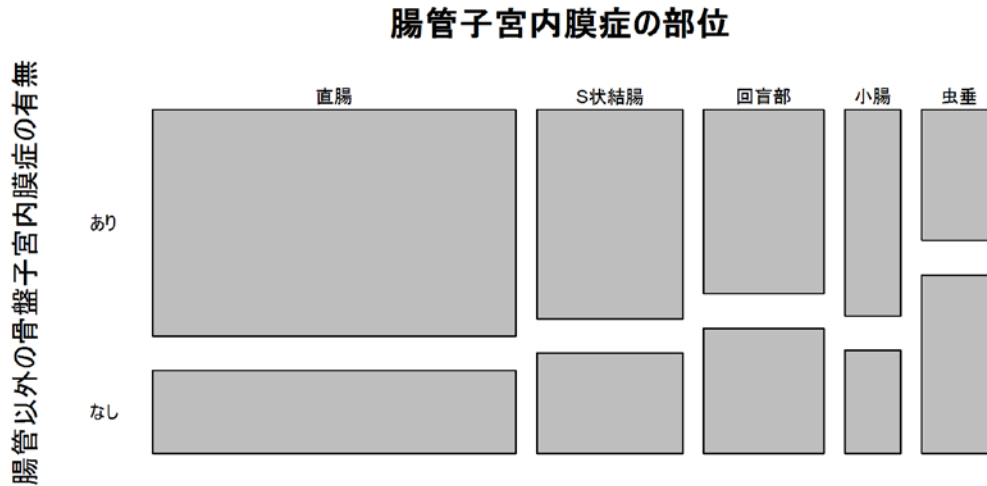 腸管子宮内膜症の部位
腸管以外の骨盤子宮内膜症の有無
直腸
S状結腸
回盲部
小腸
虫垂
あり
なし